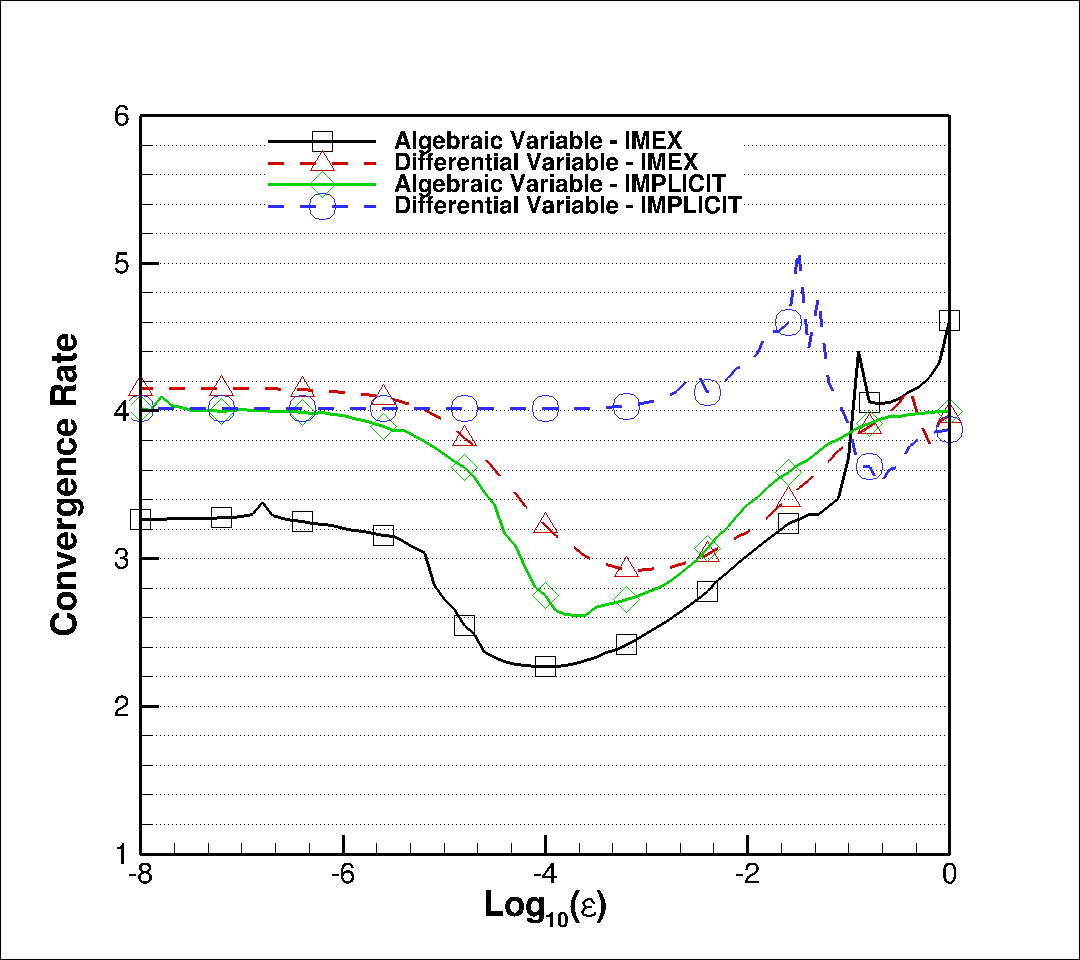 6
Algebraic Variable - IMEX
Differential Variable - IMEX
Algebraic Variable - IMPLICIT
Differential Variable - IMPLICIT
5
4
3
2
1
Convergence Rate
-8 -6 -4 -2 0
Log10(ε)